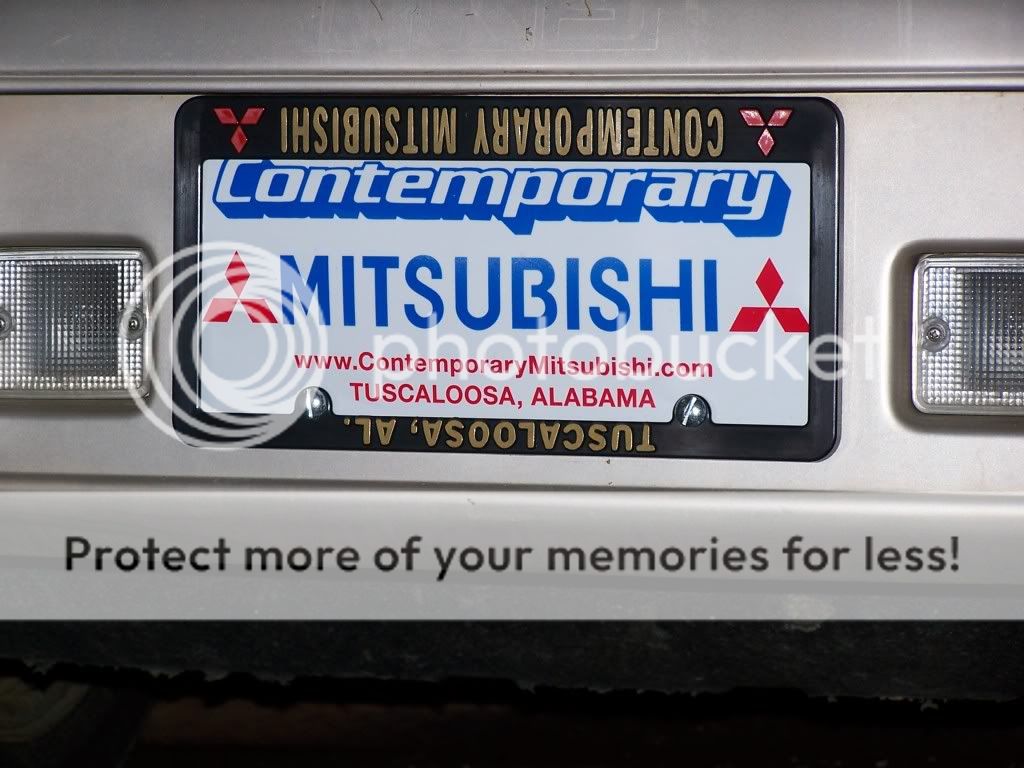 CONTEMPORARY MITSUBISHI
Contemporary
MITSUBISHI
photobucket
www.ContemporaryMitsubishi.com
TUSCALOOSA, ALABAMA
TUSCALOOSA, AL.
Protect more of your memories for less!